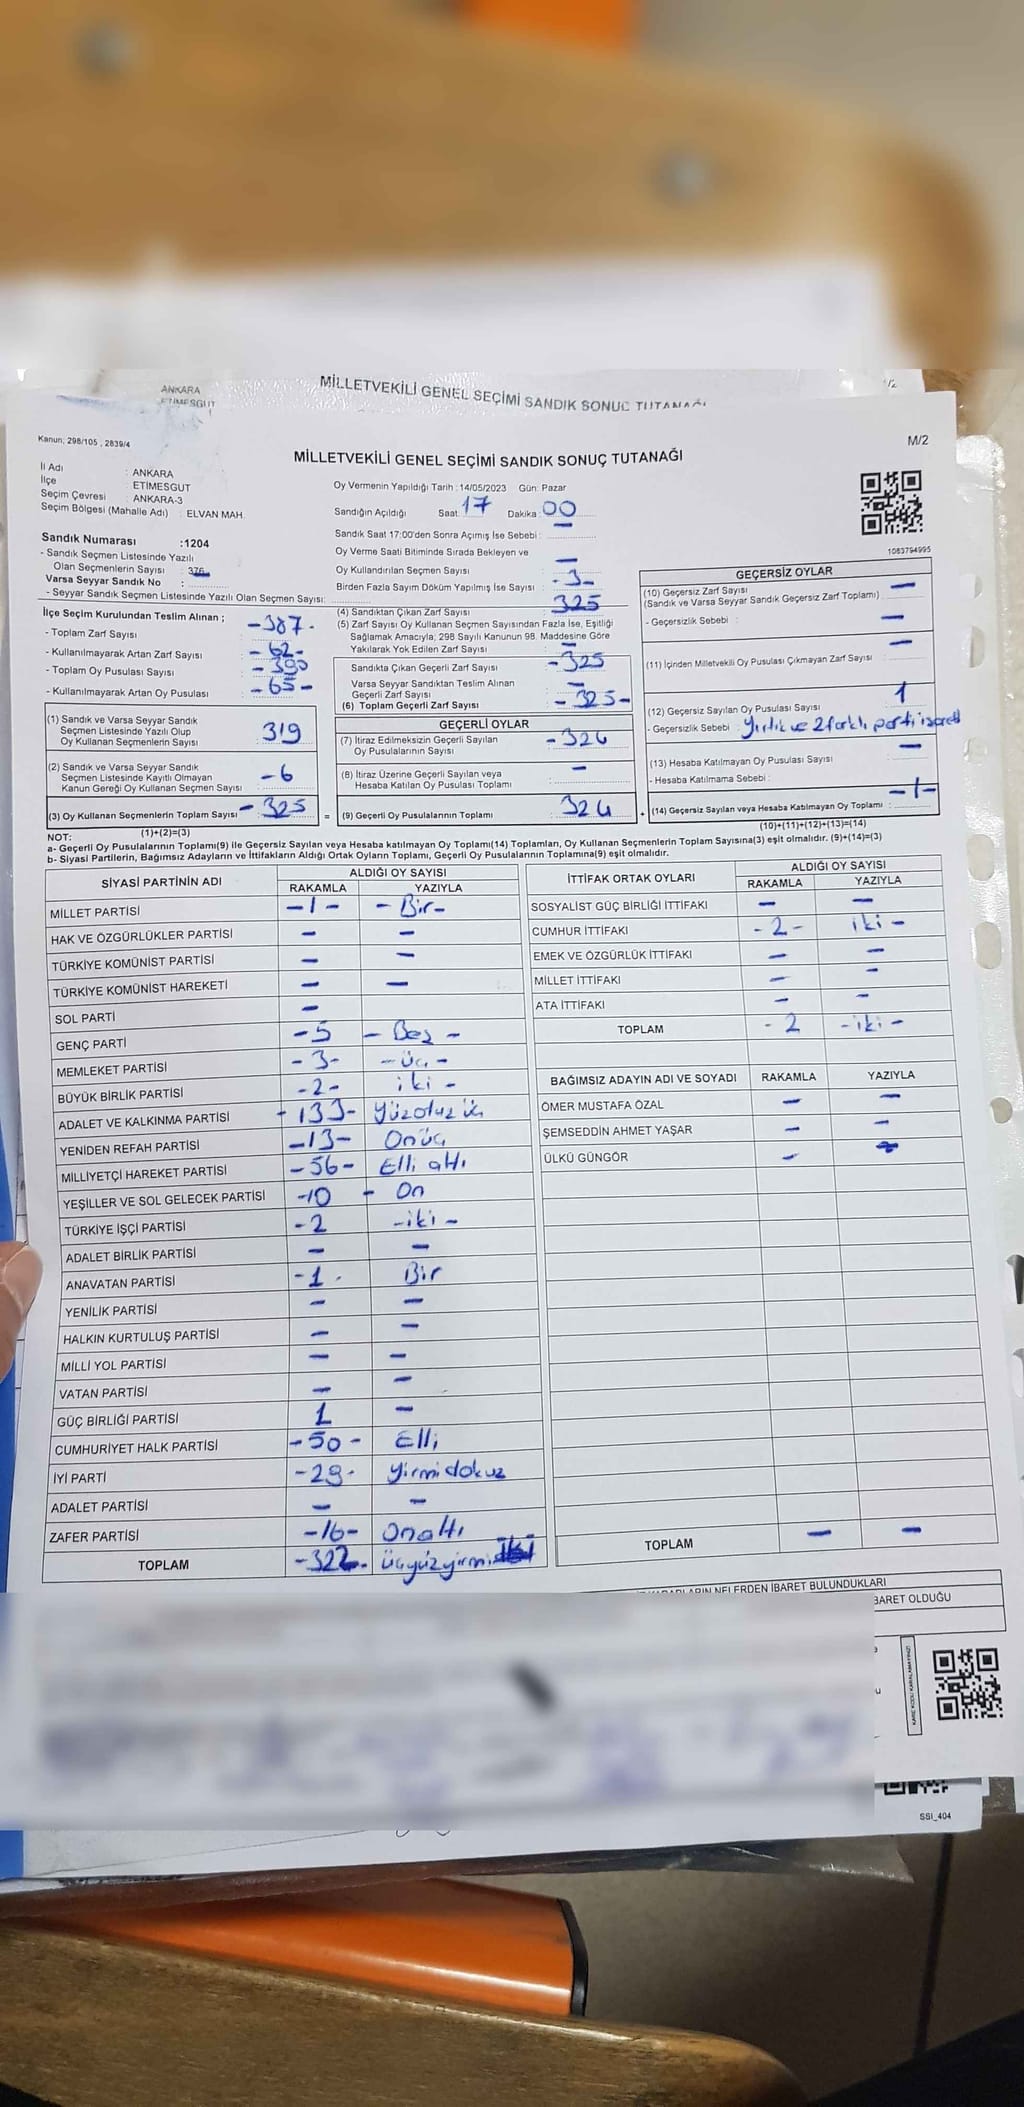 ANKARA
MİLLETVEKİLİ GENEL SEÇİMİ SANDIK SONUÇ TUTANAĞI
Kanun; 298/105 , 2839/4
M/2
MİLLETVEKİLİ GENEL SEÇİMİ SANDIK SONUÇ TUTANAĞI
İl Adı : ANKARA
İlçe : ETİMESGUT
Seçim Çevresi : ANKARA-3
Seçim Bölgesi (Mahalle Adı) : ELVAN MAH.
Oy Vermenin Yapıldığı Tarih :14/05/2023 Gün: Pazar
Sandığın Açıldığı Saat: 17 Dakika: 00
Sandık Saat 17:00'den Sonra Açımış İse Sebebi :
Oy Verme Saati Bitiminde Sırada Bekleyen ve
Oy Kullandırılan Seçmen Sayısı –
Birden Fazla Sayım Döküm Yapılmış İse Sayısı -3-
1083794995
Sandık Numarası :1204
- Sandık Seçmen Listesinde Yazılı
Olan Seçmenlerin Sayısı : 376
Varsa Seyyar Sandık No :
- Seyyar Sandık Seçmen Listesinde Yazılı Olan Seçmen Sayısı:
İlçe Seçim Kurulundan Teslim Alınan ;
- Toplam Zarf Sayısı -387-
- Kullanılmayarak Artan Zarf Sayısı -62-
- Toplam Oy Pusulası Sayısı -390
- Kullanılmayarak Artan Oy Pusulası -65-
(1) Sandık ve Varsa Seyyar Sandık
Seçmen Listesinde Yazılı Olup
Oy Kullanan Seçmenlerin Sayısı 319
(2) Sandık ve Varsa Seyyar Sandık
Seçmen Listesinde Kayıtlı Olmayan
Kanun Gereği Oy Kullanan Seçmen Sayısı -6
(3) Oy Kullanan Seçmenlerin Toplam Sayısı -325
(1)+(2)=(3)
(4) Sandıktan Çıkan Zarf Sayısı 325
(5) Zarf Sayısı Oy Kullanan Seçmen Sayısından Fazla İse, Eşitliği
Sağlamak Amacıyla; 298 Sayılı Kanunun 98. Maddesine Göre
Yakılarak Yok Edilen Zarf Sayısı –
Sandıkta Çıkan Geçerli Zarf Sayısı -325
Varsa Seyyar Sandıktan Teslim Alınan
Geçerli Zarf Sayısı –
(6) Toplam Geçerli Zarf Sayısı -325-
GEÇERLİ OYLAR
(7) İtiraz Edilmeksizin Geçerli Sayılan
Oy Pusulalarının Sayısı -324
(8) İtiraz Üzerine Geçerli Sayılan veya
Hesaba Katılan Oy Pusulası Toplamı –
= (9) Geçerli Oy Pusulalarının Toplamı 324
GEÇERSİZ OYLAR
(10) Geçersiz Zarf Sayısı –
(Sandık ve Varsa Seyyar Sandık Geçersiz Zarf Toplamı)
- Geçersizlik Sebebi : –
(11) İçinden Milletvekili Oy Pusulası Çıkmayan Zarf Sayısı –
(12) Geçersiz Sayılan Oy Pusulası Sayısı 1
- Geçersizlik Sebebi : Yırtık ve 2 farklı parti işareti
(13) Hesaba Katılmayan Oy Pusulası Sayısı –
- Hesaba Katılmama Sebebi :
+ (14) Geçersiz Sayılan veya Hesaba Katılmayan Oy Toplamı : -1-
(10)+(11)+(12)+(13)=(14)
NOT:
a- Geçerli Oy Pusulalarının Toplamı(9) ile Geçersiz Sayılan veya Hesaba katılmayan Oy Toplamı(14) Toplamları, Oy Kullanan Seçmenlerin Toplam Sayısına(3) eşit olmalıdır. (9)+(14)=(3)
b- Siyasi Partilerin, Bağımsız Adayların ve İttifakların Aldığı Ortak Oyların Toplamı, Geçerli Oy Pusulalarının Toplamına(9) eşit olmalıdır.
SİYASİ PARTİNİN ADI ALDIĞI OY SAYISI
RAKAMLA YAZIYLA
MİLLET PARTİSİ -1- -Bir-
HAK VE ÖZGÜRLÜKLER PARTİSİ – –
TÜRKİYE KOMÜNİST PARTİSİ – –
TÜRKİYE KOMÜNİST HAREKETİ – –
SOL PARTİ –
GENÇ PARTİ -5 -Beş-
MEMLEKET PARTİSİ -3- -Üç-
BÜYÜK BİRLİK PARTİSİ -2- iki -
ADALET VE KALKINMA PARTİSİ -133- Yüzotuz üç
YENİDEN REFAH PARTİSİ -13- Onüç
MİLLİYETÇİ HAREKET PARTİSİ -56- Elli altı
YEŞİLLER VE SOL GELECEK PARTİSİ -10 - On
TÜRKİYE İŞÇİ PARTİSİ -2 -iki-
ADALET BİRLİK PARTİSİ – –
ANAVATAN PARTİSİ -1- Bir
YENİLİK PARTİSİ – –
HALKIN KURTULUŞ PARTİSİ – –
MİLLİ YOL PARTİSİ – –
VATAN PARTİSİ – –
GÜÇ BİRLİĞİ PARTİSİ 1 –
CUMHURİYET HALK PARTİSİ -50- Elli
İYİ PARTİ -29- Yirmi dokuz
ADALET PARTİSİ – –
ZAFER PARTİSİ -16- Onaltı
TOPLAM -322- üçyüzyirmi iki
İTTİFAK ORTAK OYLARI ALDIĞI OY SAYISI
RAKAMLA YAZIYLA
SOSYALİST GÜÇ BİRLİĞİ İTTİFAKI – –
CUMHUR İTTİFAKI -2- iki -
EMEK VE ÖZGÜRLÜK İTTİFAKI – –
MİLLET İTTİFAKI – –
ATA İTTİFAKI – –
TOPLAM -2 -iki-
BAĞIMSIZ ADAYIN ADI VE SOYADI RAKAMLA YAZIYLA
ÖMER MUSTAFA ÖZAL – –
ŞEMSEDDİN AHMET YAŞAR – –
ÜLKÜ GÜNGÖR – –
TOPLAM – –
NELERDEN İBARET BULUNDUKLARI
BARET OLDUĞU
SSI_404